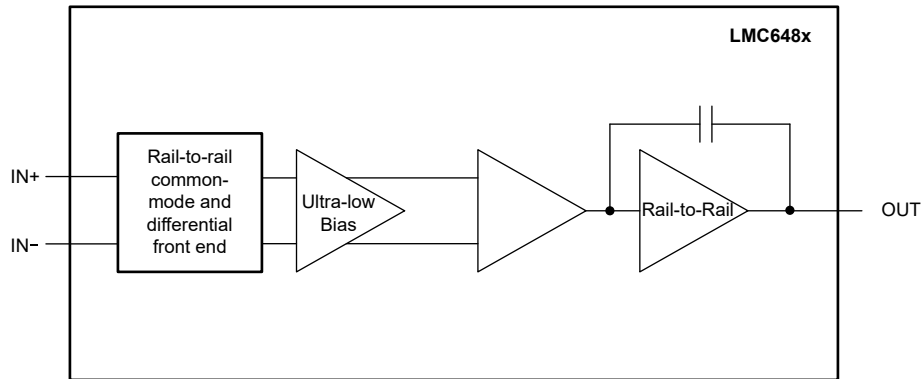 LMC648x
IN+
IN−
Rail-to-rail
common-
mode and
differential
front end
Ultra-low
Bias
Rail-to-Rail
OUT